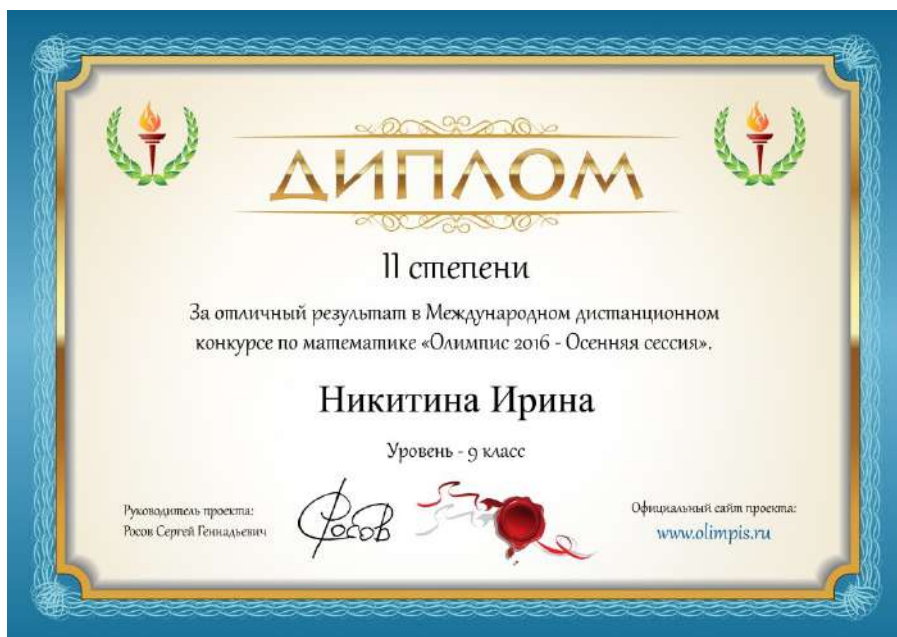 ДИПЛОМ
II степени
За отличный результат в Международном дистанционном
конкурсе по математике «Олимпис 2016 - Осенняя сессия».
Никитина Ирина
Уровень - 9 класс
Руководитель проекта:
Росов Сергей Геннадьевич
Росов
Официальный сайт проекта:
www.olimpis.ru